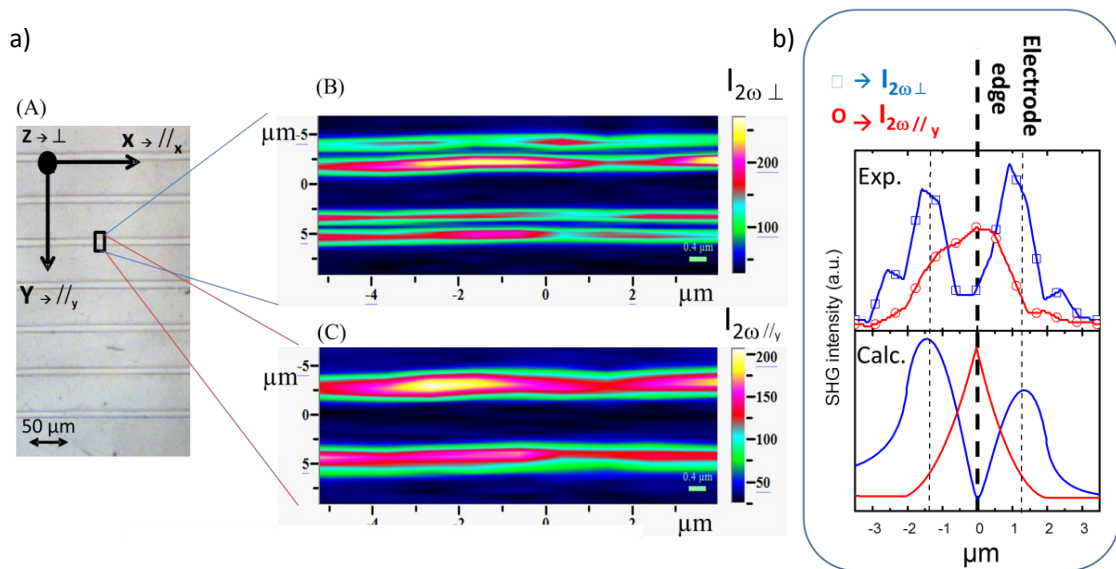 a)
(A)
Z → ⊥
X → //x
Y → //y
50 µm
(B)
I2ω ⊥
µm
-5
0
5
200
150
100
0.4 µm
-4
-2
0
2
µm
(C)
I2ω //y
µm
-5
0
5
200
150
100
50
0.4 µm
-4
-2
0
2
µm
b)
□ → I2ω⊥
O → I2ω//y
Electrode
edge
Exp.
Calc.
SHG intensity (a.u.)
-3 -2 -1 0 1 2 3
µm